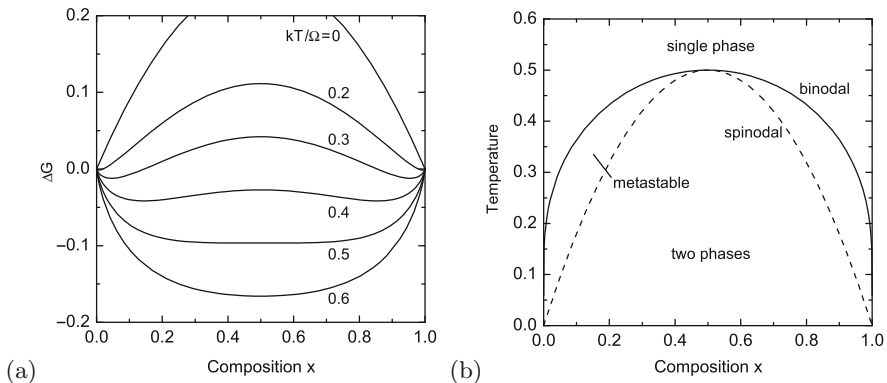 0.2
0.1
0.0
−0.1
−0.2
ΔG
kT/Ω=0
0.2
0.3
0.4
0.5
0.6
0.0 0.2 0.4 0.6 0.8 1.0
Composition x
(a)
0.6
0.5
0.4
0.3
0.2
0.1
0.0
Temperature
single phase
binodal
spinodal
metastable
two phases
0.0 0.2 0.4 0.6 0.8 1.0
Composition x
(b)